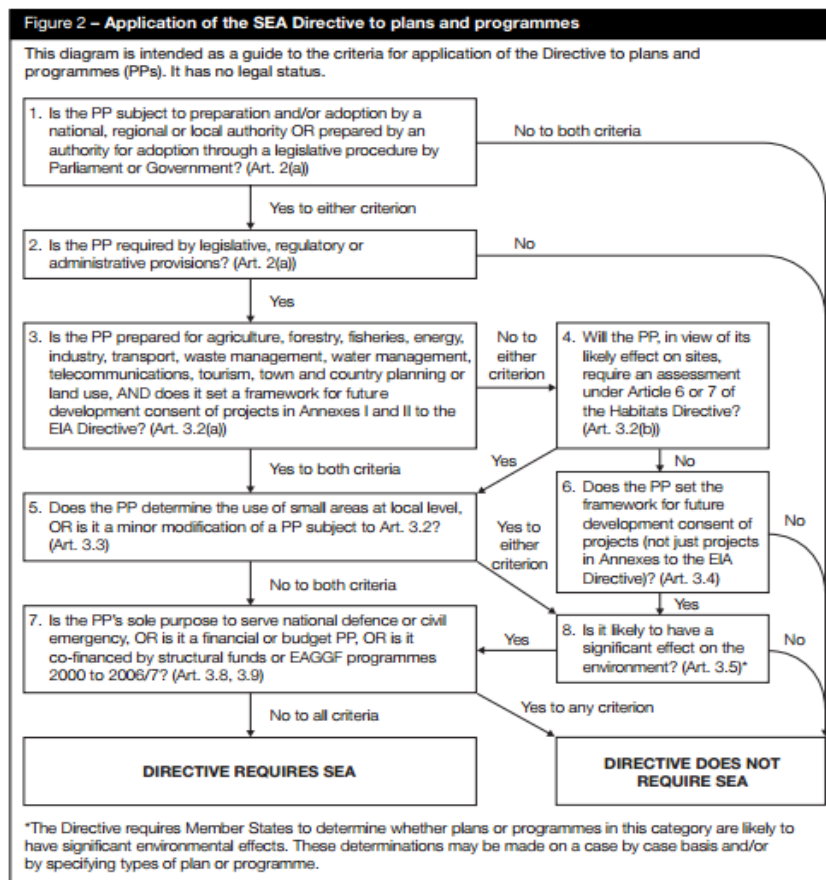 Figure 2 – Application of the SEA Directive to plans and programmes
This diagram is intended as a guide to the criteria for application of the Directive to plans and
programmes (PPs). It has no legal status.
1. Is the PP subject to preparation and/or adoption by a
national, regional or local authority OR prepared by an
authority for adoption through a legislative procedure by
Parliament or Government? (Art. 2(a))
No to both criteria
Yes to either criterion
2. Is the PP required by legislative, regulatory or
administrative provisions? (Art. 2(a))
No
Yes
3. Is the PP prepared for agriculture, forestry, fisheries, energy,
industry, transport, waste management, water management,
telecommunications, tourism, town and country planning or
land use, AND does it set a framework for future
development consent of projects in Annexes I and II to the
EIA Directive? (Art. 3.2(a))
No to
either
criterion
4. Will the PP, in view of its
likely effect on sites,
require an assessment
under Article 6 or 7 of
the Habitats Directive?
(Art. 3.2(b))
Yes to both criteria
Yes
No
5. Does the PP determine the use of small areas at local level,
OR is it a minor modification of a PP subject to Art. 3.2?
(Art. 3.3)
Yes to
either
criterion
6. Does the PP set the
framework for future
development consent of
projects (not just projects
in Annexes to the EIA
Directive)? (Art. 3.4)
No
No to both criteria
Yes
7. Is the PP's sole purpose to serve national defence or civil
emergency, OR is it a financial or budget PP, OR is it
co-financed by structural funds or EAGGF programmes
2000 to 2006/7? (Art. 3.8, 3.9)
Yes
8. Is it likely to have a
significant effect on the
environment? (Art. 3.5)*
No
No to all criteria
Yes to any criterion
DIRECTIVE REQUIRES SEA
DIRECTIVE DOES NOT
REQUIRE SEA
*The Directive requires Member States to determine whether plans or programmes in this category are likely to
have significant environmental effects. These determinations may be made on a case by case basis and/or
by specifying types of plan or programme.